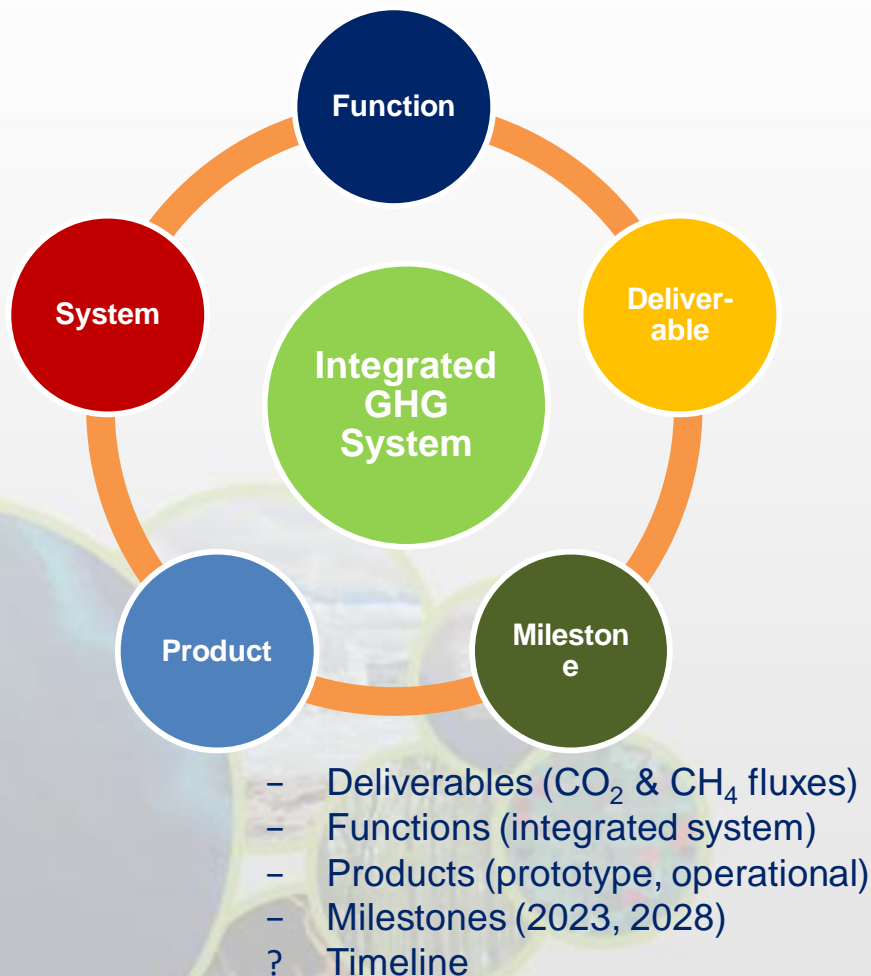 Function
System
Deliver-
able
Integrated
GHG
System
Product
Mileston
e
– Deliverables (CO₂ & CH₄ fluxes)
– Functions (integrated system)
– Products (prototype, operational)
– Milestones (2023, 2028)
? Timeline